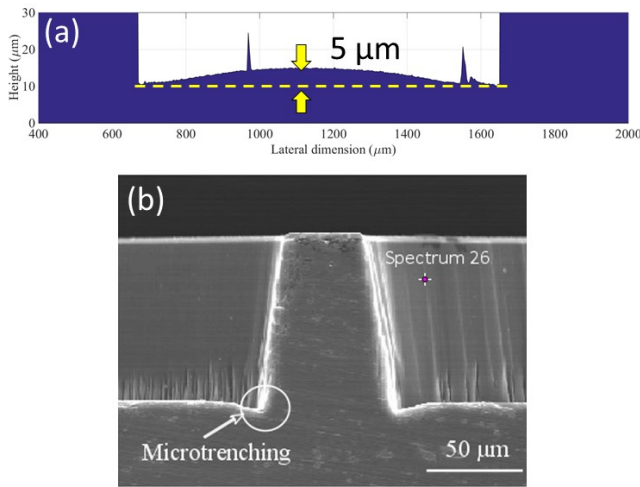 (a)
5 µm
Height (µm)
30
20
10
0
400
600
800
1000
1200
1400
1600
1800
2000
Lateral dimension (µm)
(b)
Spectrum 26
Microtrenching
50 µm